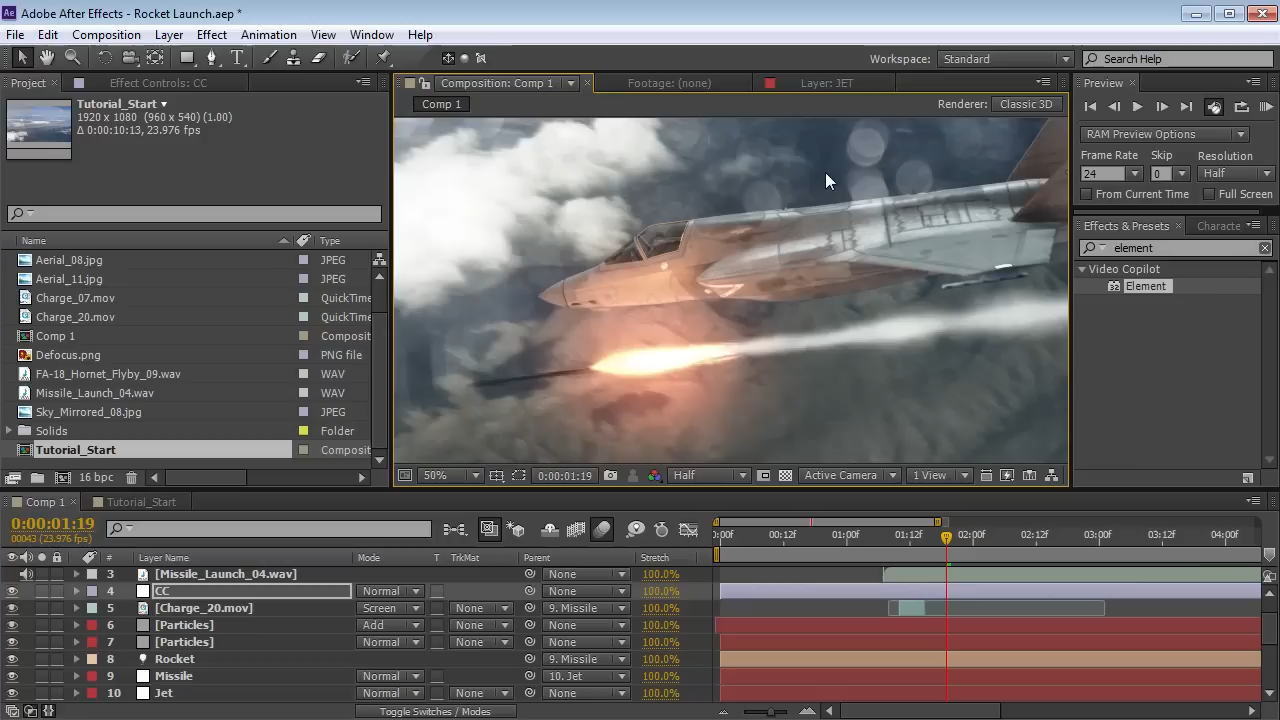 Adobe After Effects - Rocket Launch.aep *
File Edit Composition Layer Effect Animation View Window Help
Workspace: Standard Search Help
Project Effect Controls: CC Composition: Comp 1 Footage: (none) Layer: JET Preview
Comp 1 Renderer: Classic 3D
Tutorial_Start
1920 x 1080 (960 x 540) (1.00)
Δ 0:00:10:13, 23.976 fps
RAM Preview Options
Frame Rate Skip Resolution
24 0 Half
From Current Time Full Screen
Effects & Presets Characte
element
Video Copilot
32 Element
Name Type
Aerial_08.jpg JPEG
Aerial_11.jpg JPEG
Charge_07.mov QuickTime
Charge_20.mov QuickTime
Comp 1 Composit
Defocus.png PNG file
FA-18_Hornet_Flyby_09.wav WAV
Missile_Launch_04.wav WAV
Sky_Mirrored_08.jpg JPEG
Solids Folder
Tutorial_Start Composit
16 bpc 50% 0:00:01:19 Half Active Camera 1 View
Comp 1 Tutorial_Start
0:00:01:19
00043 (23.976 fps)
0:00f 00:12f 01:00f 01:12f 02:00f 02:12f 03:00f 03:12f 04:00f
# Layer Name Mode T TrkMat Parent Stretch
3 [Missile_Launch_04.wav] None 100.0%
4 CC Normal None 100.0%
5 [Charge_20.mov] Screen None 9. Missile 100.0%
6 [Particles] Add None None 100.0%
7 [Particles] Normal None None 100.0%
8 Rocket 9. Missile 100.0%
9 Missile Normal 10. Jet 100.0%
10 Jet Normal None None 100.0%
Toggle Switches / Modes